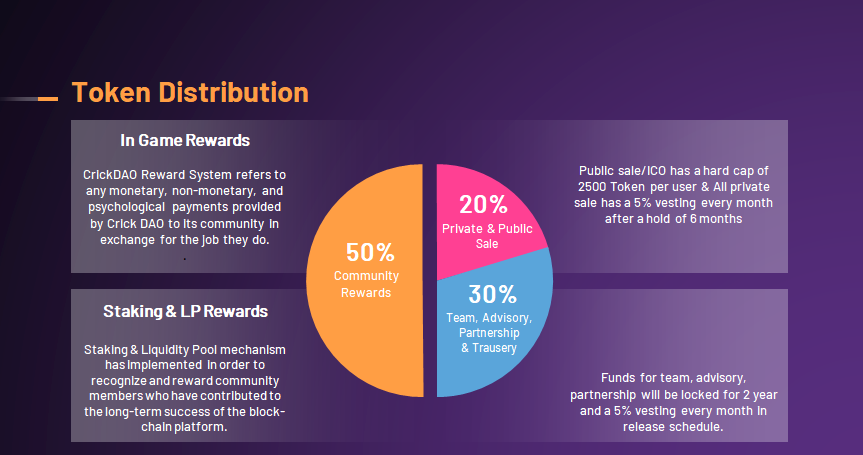 Token Distribution
In Game Rewards
CrickDAO Reward System refers to
any monetary, non-monetary, and
psychological payments provided
by Crick DAO to its community in
exchange for the job they do.
.
Staking & LP Rewards
Staking & Liquidity Pool mechanism
has implemented in order to
recognize and reward community
members who have contributed to
the long-term success of the block-
chain platform.
50%
Community
Rewards
20%
Private & Public
Sale
30%
Team, Advisory,
Partnership
& Trausery
Public sale/ICO has a hard cap of
2500 Token per user & All private
sale has a 5% vesting every month
after a hold of 6 months
Funds for team, advisory,
partnership will be locked for 2 year
and a 5% vesting every month in
release schedule.